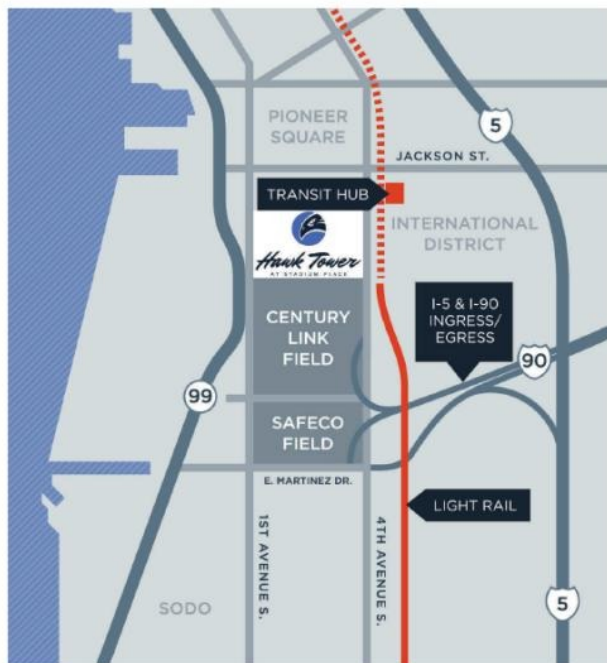 5
PIONEER
SQUARE
JACKSON ST.
TRANSIT HUB
INTERNATIONAL
DISTRICT
Hawk Tower
AT STADIUM PLACE
I-5 & I-90
INGRESS/
EGRESS
CENTURY
LINK
FIELD
90
99
SAFECO
FIELD
E. MARTINEZ DR.
1ST AVENUE S.
4TH AVENUE S.
LIGHT RAIL
SODO
5